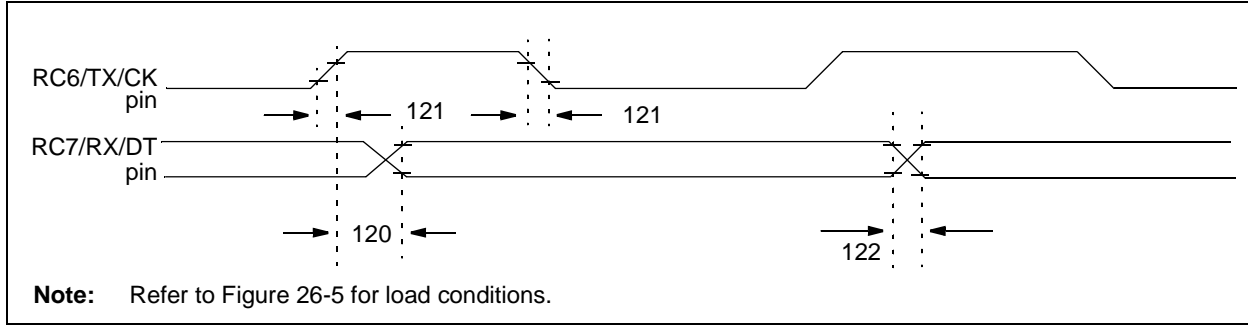 RC6/TX/CK
pin
121
121
RC7/RX/DT
pin
120
122
Note: Refer to Figure 26-5 for load conditions.